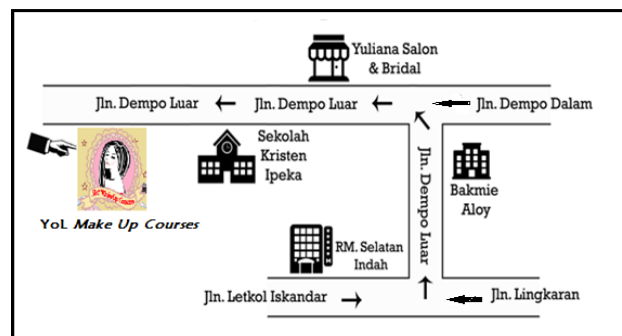 Yuliana Salon
& Bridal
Jln. Dempo Luar
Jln. Dempo Luar
Jln. Dempo Dalam
Sekolah
Kristen
Ipeka
Jln. Dempo Luar
Bakmie
Aloy
YoL Make Up Courses
RM. Selatan
Indah
Jln. Letkol Iskandar
Jln. Lingkaran